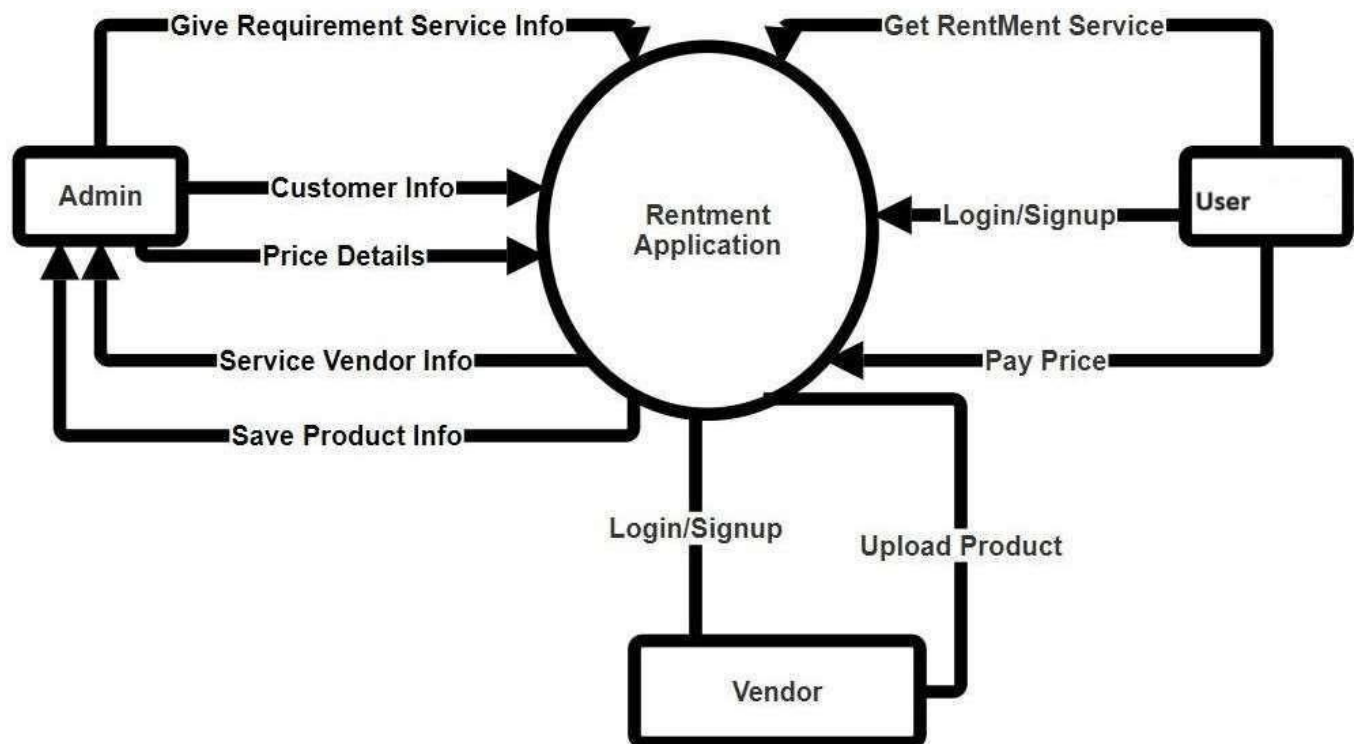 Give Requirement Service Info
Get RentMent Service
Admin
Customer Info
Rentment
Application
Login/Signup
User
Price Details
Service Vendor Info
Pay Price
Save Product Info
Login/Signup
Upload Product
Vendor